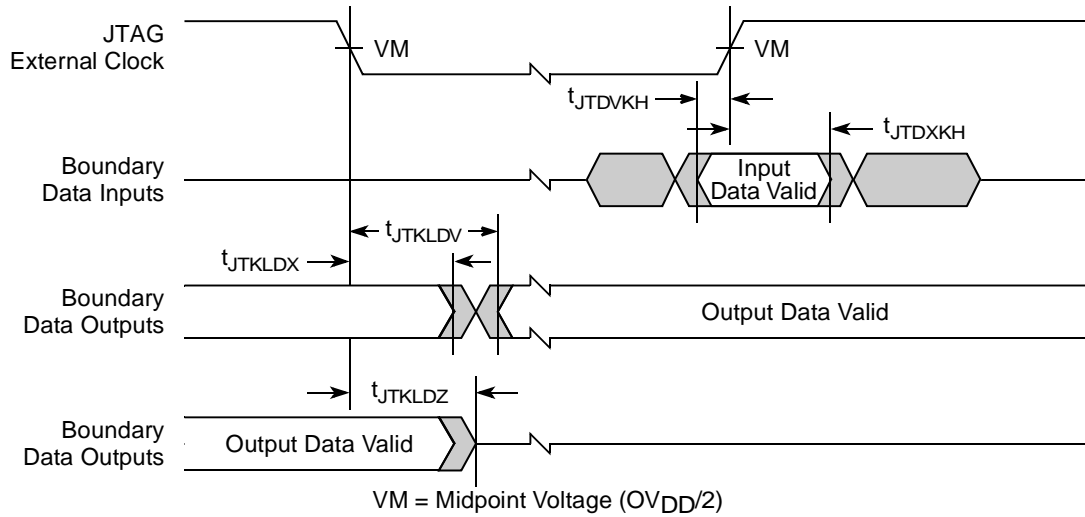 JTAG
External Clock
VM
VM
tJTDVKH
tJTDXKH
Boundary
Data Inputs
Input
Data Valid
tJTKLDV
tJTKLDX
Boundary
Data Outputs
Output Data Valid
tJTKLDZ
Boundary
Data Outputs
Output Data Valid
VM = Midpoint Voltage (OVDD/2)